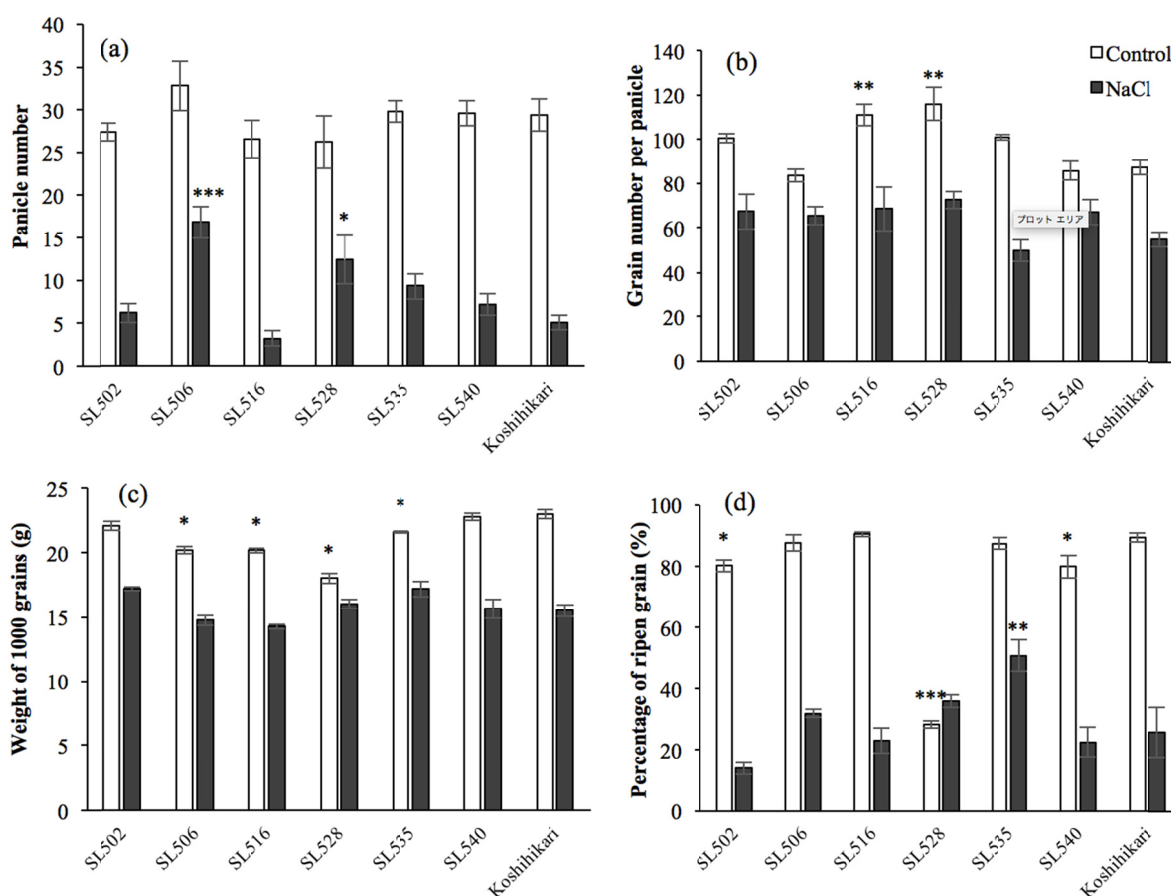 (a)
Panicle number
40
35
30
25
20
15
10
5
0
***
*
SL502
SL506
SL516
SL528
SL535
SL540
Koshihikari
(b)
Control
NaCl
Grain number per panicle
140
120
100
80
60
40
20
0
**
**
プロット エリア
SL502
SL506
SL516
SL528
SL535
SL540
Koshihikari
(c)
Weight of 1000 grains (g)
25
20
15
10
5
0
*
*
*
*
SL502
SL506
SL516
SL528
SL535
SL540
Koshihikari
(d)
Percentage of ripen grain (%)
100
80
60
40
20
0
*
***
**
*
SL502
SL506
SL516
SL528
SL535
SL540
Koshihikari